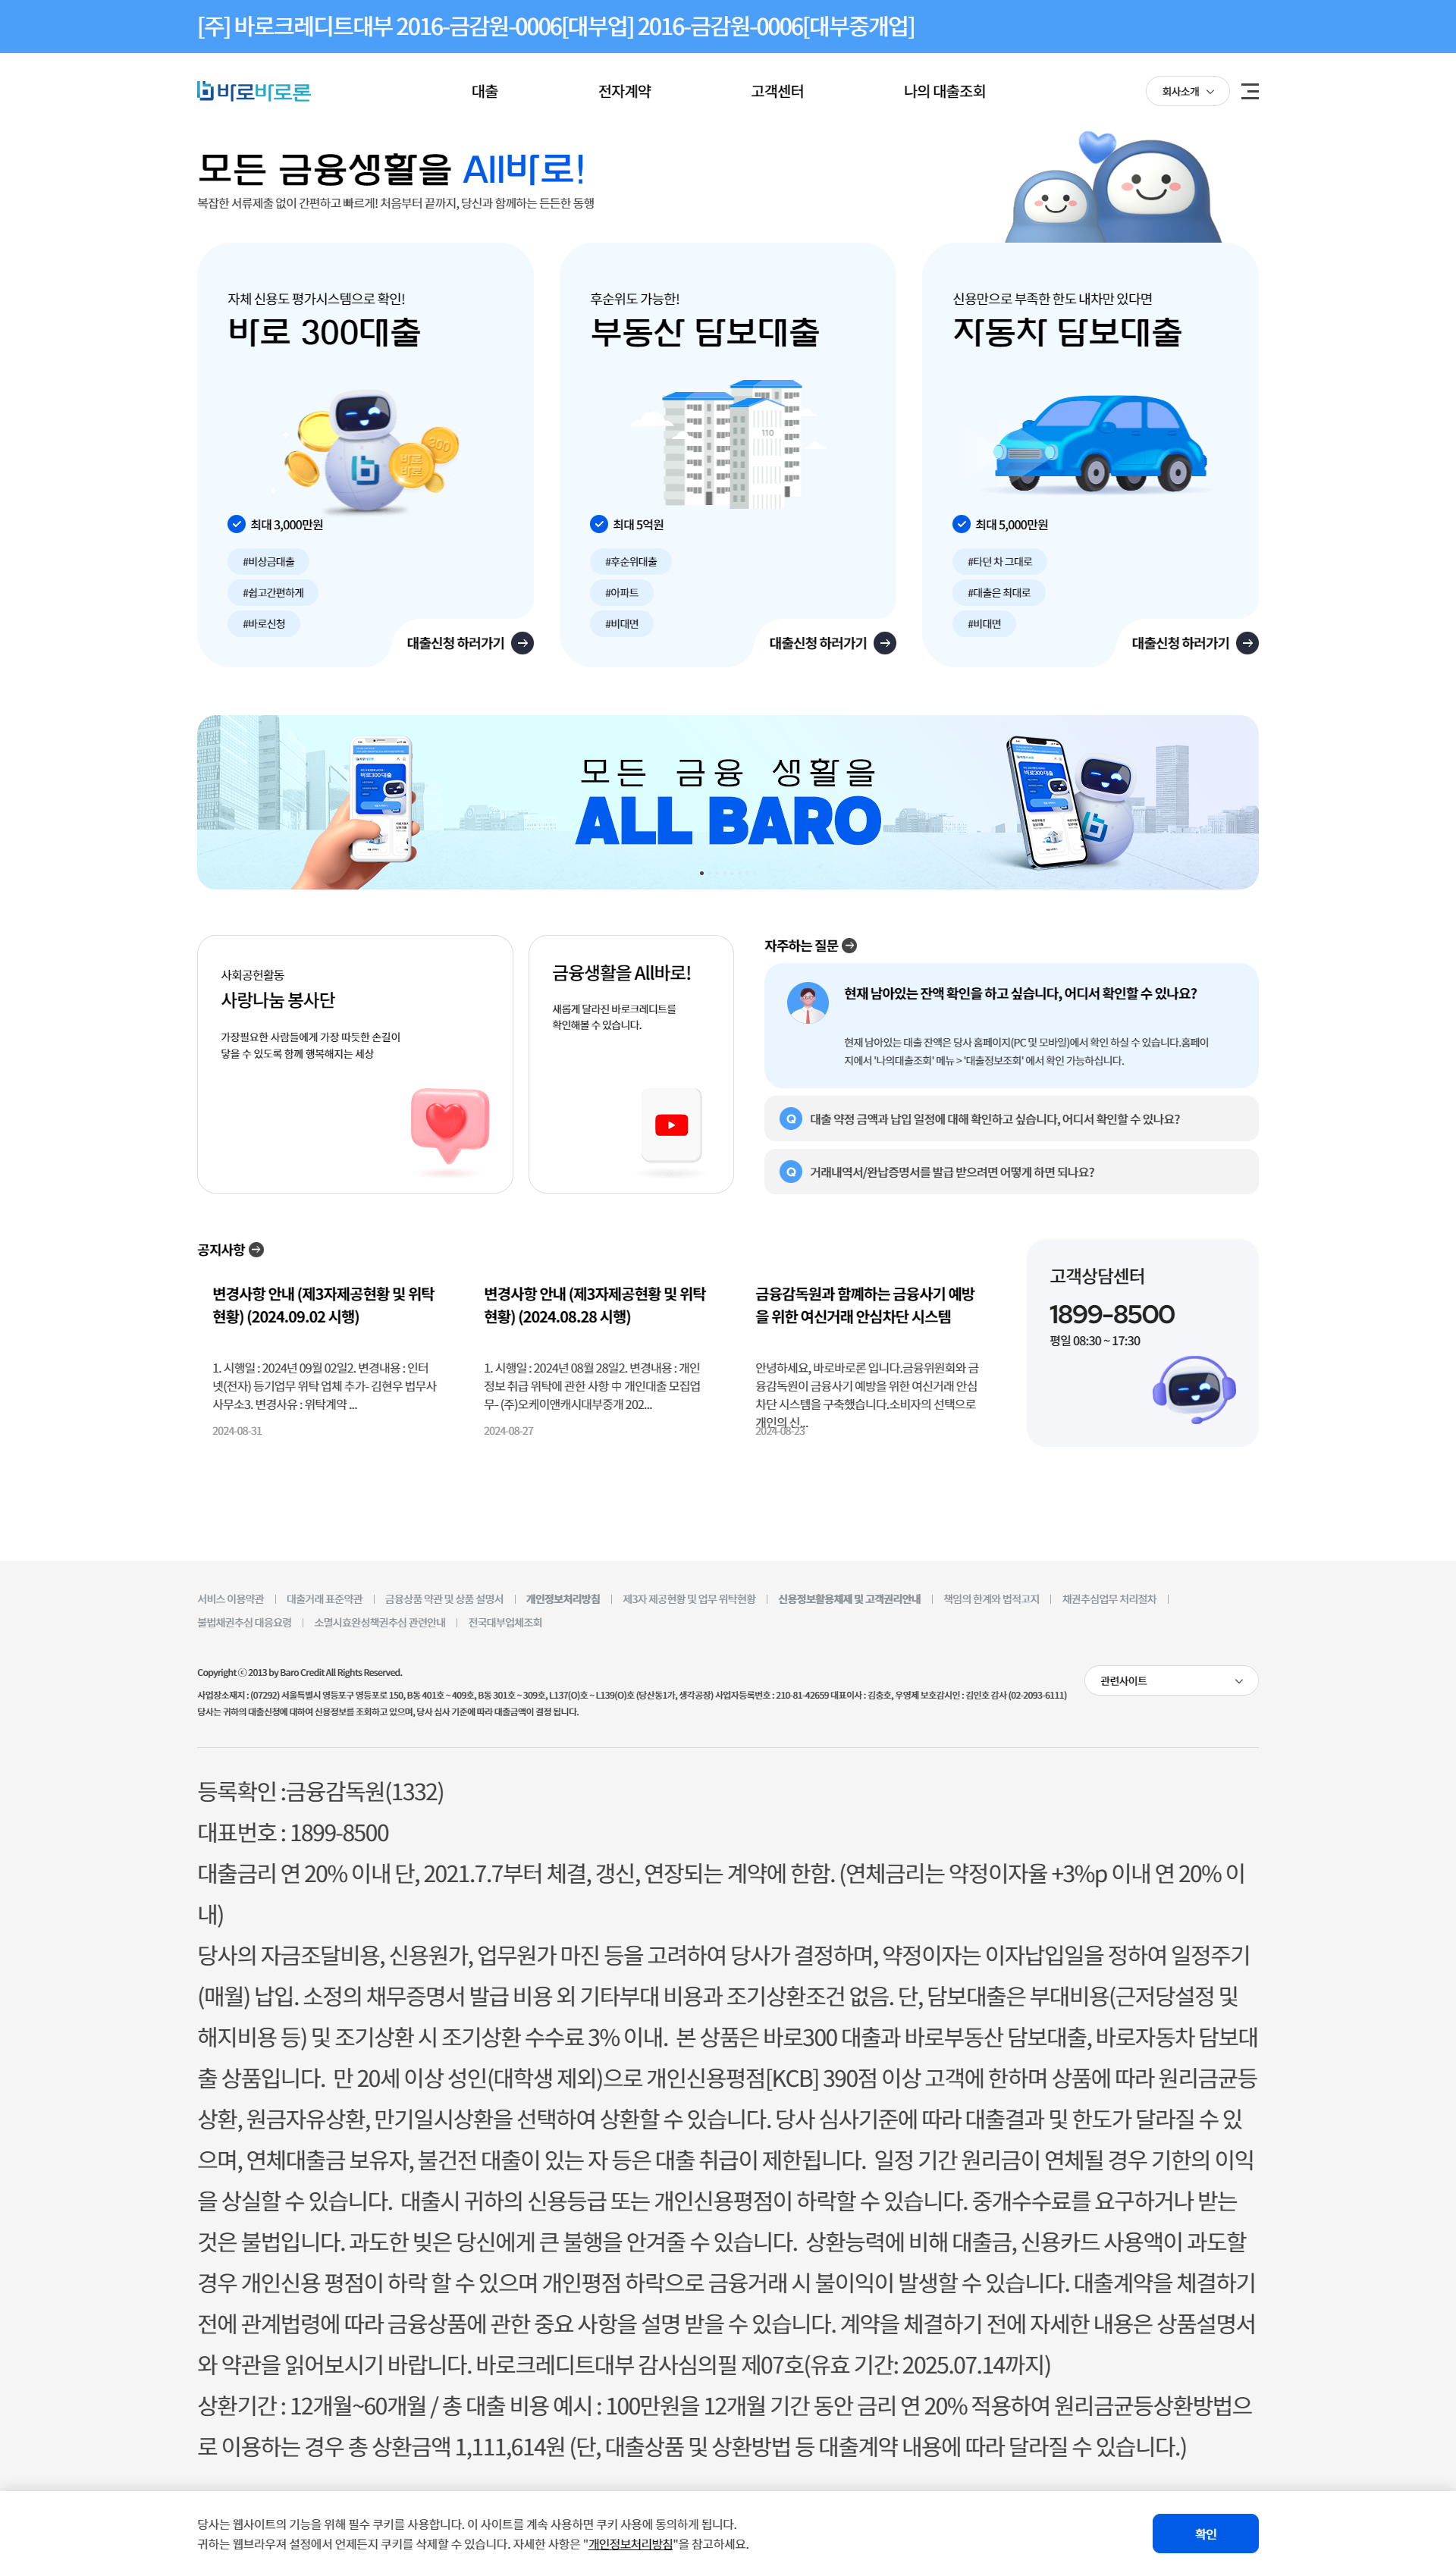 [주] 바로크레디트대부 2016-금감원-0006[대부업] 2016-금감원-0006[대부중개업]
바로바로론
대출
전자계약
고객센터
나의 대출조회
회사소개
모든 금융생활을 All바로!
복잡한 서류제출 없이 간편하고 빠르게! 처음부터 끝까지, 당신과 함께하는 든든한 동행
자체 신용도 평가시스템으로 확인!
바로 300대출
300
바로
바로
최대 3,000만원
#비상금대출
#쉽고간편하게
#바로신청
대출신청 하러가기
후순위도 가능한!
부동산 담보대출
110
최대 5억원
#후순위대출
#아파트
#비대면
대출신청 하러가기
신용만으로 부족한 한도 내차만 있다면
자동차 담보대출
최대 5,000만원
#타던 차 그대로
#대출은 최대로
#비대면
대출신청 하러가기
바로300대출
모든 금융 생활을
ALL BARO
바로300대출
사회공헌활동
사랑나눔 봉사단
가장필요한 사람들에게 가장 따듯한 손길이
닿을 수 있도록 함께 행복해지는 세상
금융생활을 All바로!
새롭게 달라진 바로크레디트를
확인해볼 수 있습니다.
자주하는 질문
현재 남아있는 잔액 확인을 하고 싶습니다, 어디서 확인할 수 있나요?
현재 남아있는 대출 잔액은 당사 홈페이지(PC 및 모바일)에서 확인 하실 수 있습니다.홈페이
지에서 '나의대출조회' 메뉴 > '대출정보조회' 에서 확인 가능하십니다.
Q 대출 약정 금액과 납입 일정에 대해 확인하고 싶습니다, 어디서 확인할 수 있나요?
Q 거래내역서/완납증명서를 발급 받으려면 어떻게 하면 되나요?
공지사항
변경사항 안내 (제3자제공현황 및 위탁
현황) (2024.09.02 시행)
1. 시행일 : 2024년 09월 02일2. 변경내용 : 인터
넷(전자) 등기업무 위탁 업체 추가- 김현우 법무사
사무소3. 변경사유 : 위탁계약 ...
2024-08-31
변경사항 안내 (제3자제공현황 및 위탁
현황) (2024.08.28 시행)
1. 시행일 : 2024년 08월 28일2. 변경내용 : 개인
정보 취급 위탁에 관한 사항 中 개인대출 모집업
무- (주)오케이앤캐시대부중개 202...
2024-08-27
금융감독원과 함께하는 금융사기 예방
을 위한 여신거래 안심차단 시스템
안녕하세요, 바로바로론 입니다.금융위원회와 금
융감독원이 금융사기 예방을 위한 여신거래 안심
차단 시스템을 구축했습니다.소비자의 선택으로
개인의 신...
2024-08-23
고객상담센터
1899-8500
평일 08:30 ~ 17:30
서비스 이용약관 | 대출거래 표준약관 | 금융상품 약관 및 상품 설명서 | 개인정보처리방침 | 제3자 제공현황 및 업무 위탁현황 | 신용정보활용체제 및 고객권리안내 | 책임의 한계와 법적고지 | 채권추심업무 처리절차 |
불법채권추심 대응요령 | 소멸시효완성책권추심 관련안내 | 전국대부업체조회
Copyright ⓒ 2013 by Baro Credit All Rights Reserved.
사업장소재지 : (07292) 서울특별시 영등포구 영등포로 150, B동 401호 ~ 409호, B동 301호 ~ 309호, L137(O)호 ~ L139(O)호 (당산동1가, 생각공장) 사업자등록번호 : 210-81-42659 대표이사 : 김충호, 우영제 보호감시인 : 김인호 감사 (02-2093-6111)
당사는 귀하의 대출신청에 대하여 신용정보를 조회하고 있으며, 당사 심사 기준에 따라 대출금액이 결정 됩니다.
관련사이트
등록확인 :금융감독원(1332)
대표번호 : 1899-8500
대출금리 연 20% 이내 단, 2021.7.7부터 체결, 갱신, 연장되는 계약에 한함. (연체금리는 약정이자율 +3%p 이내 연 20% 이
내)
당사의 자금조달비용, 신용원가, 업무원가 마진 등을 고려하여 당사가 결정하며, 약정이자는 이자납입일을 정하여 일정주기
(매월) 납입. 소정의 채무증명서 발급 비용 외 기타부대 비용과 조기상환조건 없음. 단, 담보대출은 부대비용(근저당설정 및
해지비용 등) 및 조기상환 시 조기상환 수수료 3% 이내. 본 상품은 바로300 대출과 바로부동산 담보대출, 바로자동차 담보대
출 상품입니다. 만 20세 이상 성인(대학생 제외)으로 개인신용평점[KCB] 390점 이상 고객에 한하며 상품에 따라 원리금균등
상환, 원금자유상환, 만기일시상환을 선택하여 상환할 수 있습니다. 당사 심사기준에 따라 대출결과 및 한도가 달라질 수 있
으며, 연체대출금 보유자, 불건전 대출이 있는 자 등은 대출 취급이 제한됩니다. 일정 기간 원리금이 연체될 경우 기한의 이익
을 상실할 수 있습니다. 대출시 귀하의 신용등급 또는 개인신용평점이 하락할 수 있습니다. 중개수수료를 요구하거나 받는
것은 불법입니다. 과도한 빚은 당신에게 큰 불행을 안겨줄 수 있습니다. 상환능력에 비해 대출금, 신용카드 사용액이 과도할
경우 개인신용 평점이 하락 할 수 있으며 개인평점 하락으로 금융거래 시 불이익이 발생할 수 있습니다. 대출계약을 체결하기
전에 관계법령에 따라 금융상품에 관한 중요 사항을 설명 받을 수 있습니다. 계약을 체결하기 전에 자세한 내용은 상품설명서
와 약관을 읽어보시기 바랍니다. 바로크레디트대부 감사심의필 제07호(유효 기간: 2025.07.14까지)
상환기간 : 12개월~60개월 / 총 대출 비용 예시 : 100만원을 12개월 기간 동안 금리 연 20% 적용하여 원리금균등상환방법으
로 이용하는 경우 총 상환금액 1,111,614원 (단, 대출상품 및 상환방법 등 대출계약 내용에 따라 달라질 수 있습니다.)
당사는 웹사이트의 기능을 위해 필수 쿠키를 사용합니다. 이 사이트를 계속 사용하면 쿠키 사용에 동의하게 됩니다.
귀하는 웹브라우져 설정에서 언제든지 쿠키를 삭제할 수 있습니다. 자세한 사항은 "개인정보처리방침"을 참고하세요.
확인